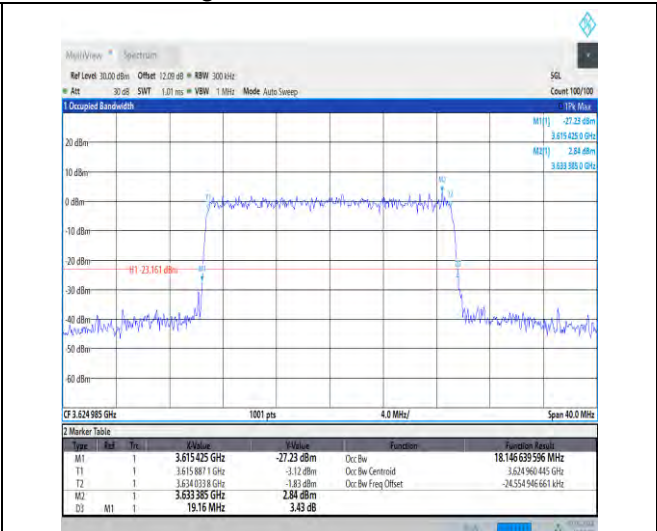 MultiView Spectrum
Ref Level 30.00 dBm Offset 12.09 dB RBW 300 kHz SGL
Att 30 dB SWT 1.01 ms VBW 1 MHz Mode Auto Sweep Count 100/100
1 Occupied Bandwidth 1Pk Max
M1[1] -27.23 dBm
3.615 425 0 GHz
M2[1] 2.84 dBm
3.633 385 0 GHz
20 dBm
10 dBm
M2
T1 T2
0 dBm
-10 dBm
-20 dBm
H1 -23.161 dBm M1
-30 dBm
-40 dBm
-50 dBm
-60 dBm
CF 3.624 985 GHz 1001 pts 4.0 MHz/ Span 40.0 MHz
2 Marker Table
Type Ref Trc X-Value Y-Value Function Function Result
M1 1 3.615 425 GHz -27.23 dBm Occ Bw 18.146 639 596 MHz
T1 1 3.615 887 1 GHz -3.12 dBm Occ Bw Centroid 3.624 960 445 GHz
T2 1 3.634 033 8 GHz -1.83 dBm Occ Bw Freq Offset -24.554 946 661 kHz
M2 1 3.633 385 GHz 2.84 dBm
D3 M1 1 19.16 MHz 3.43 dB